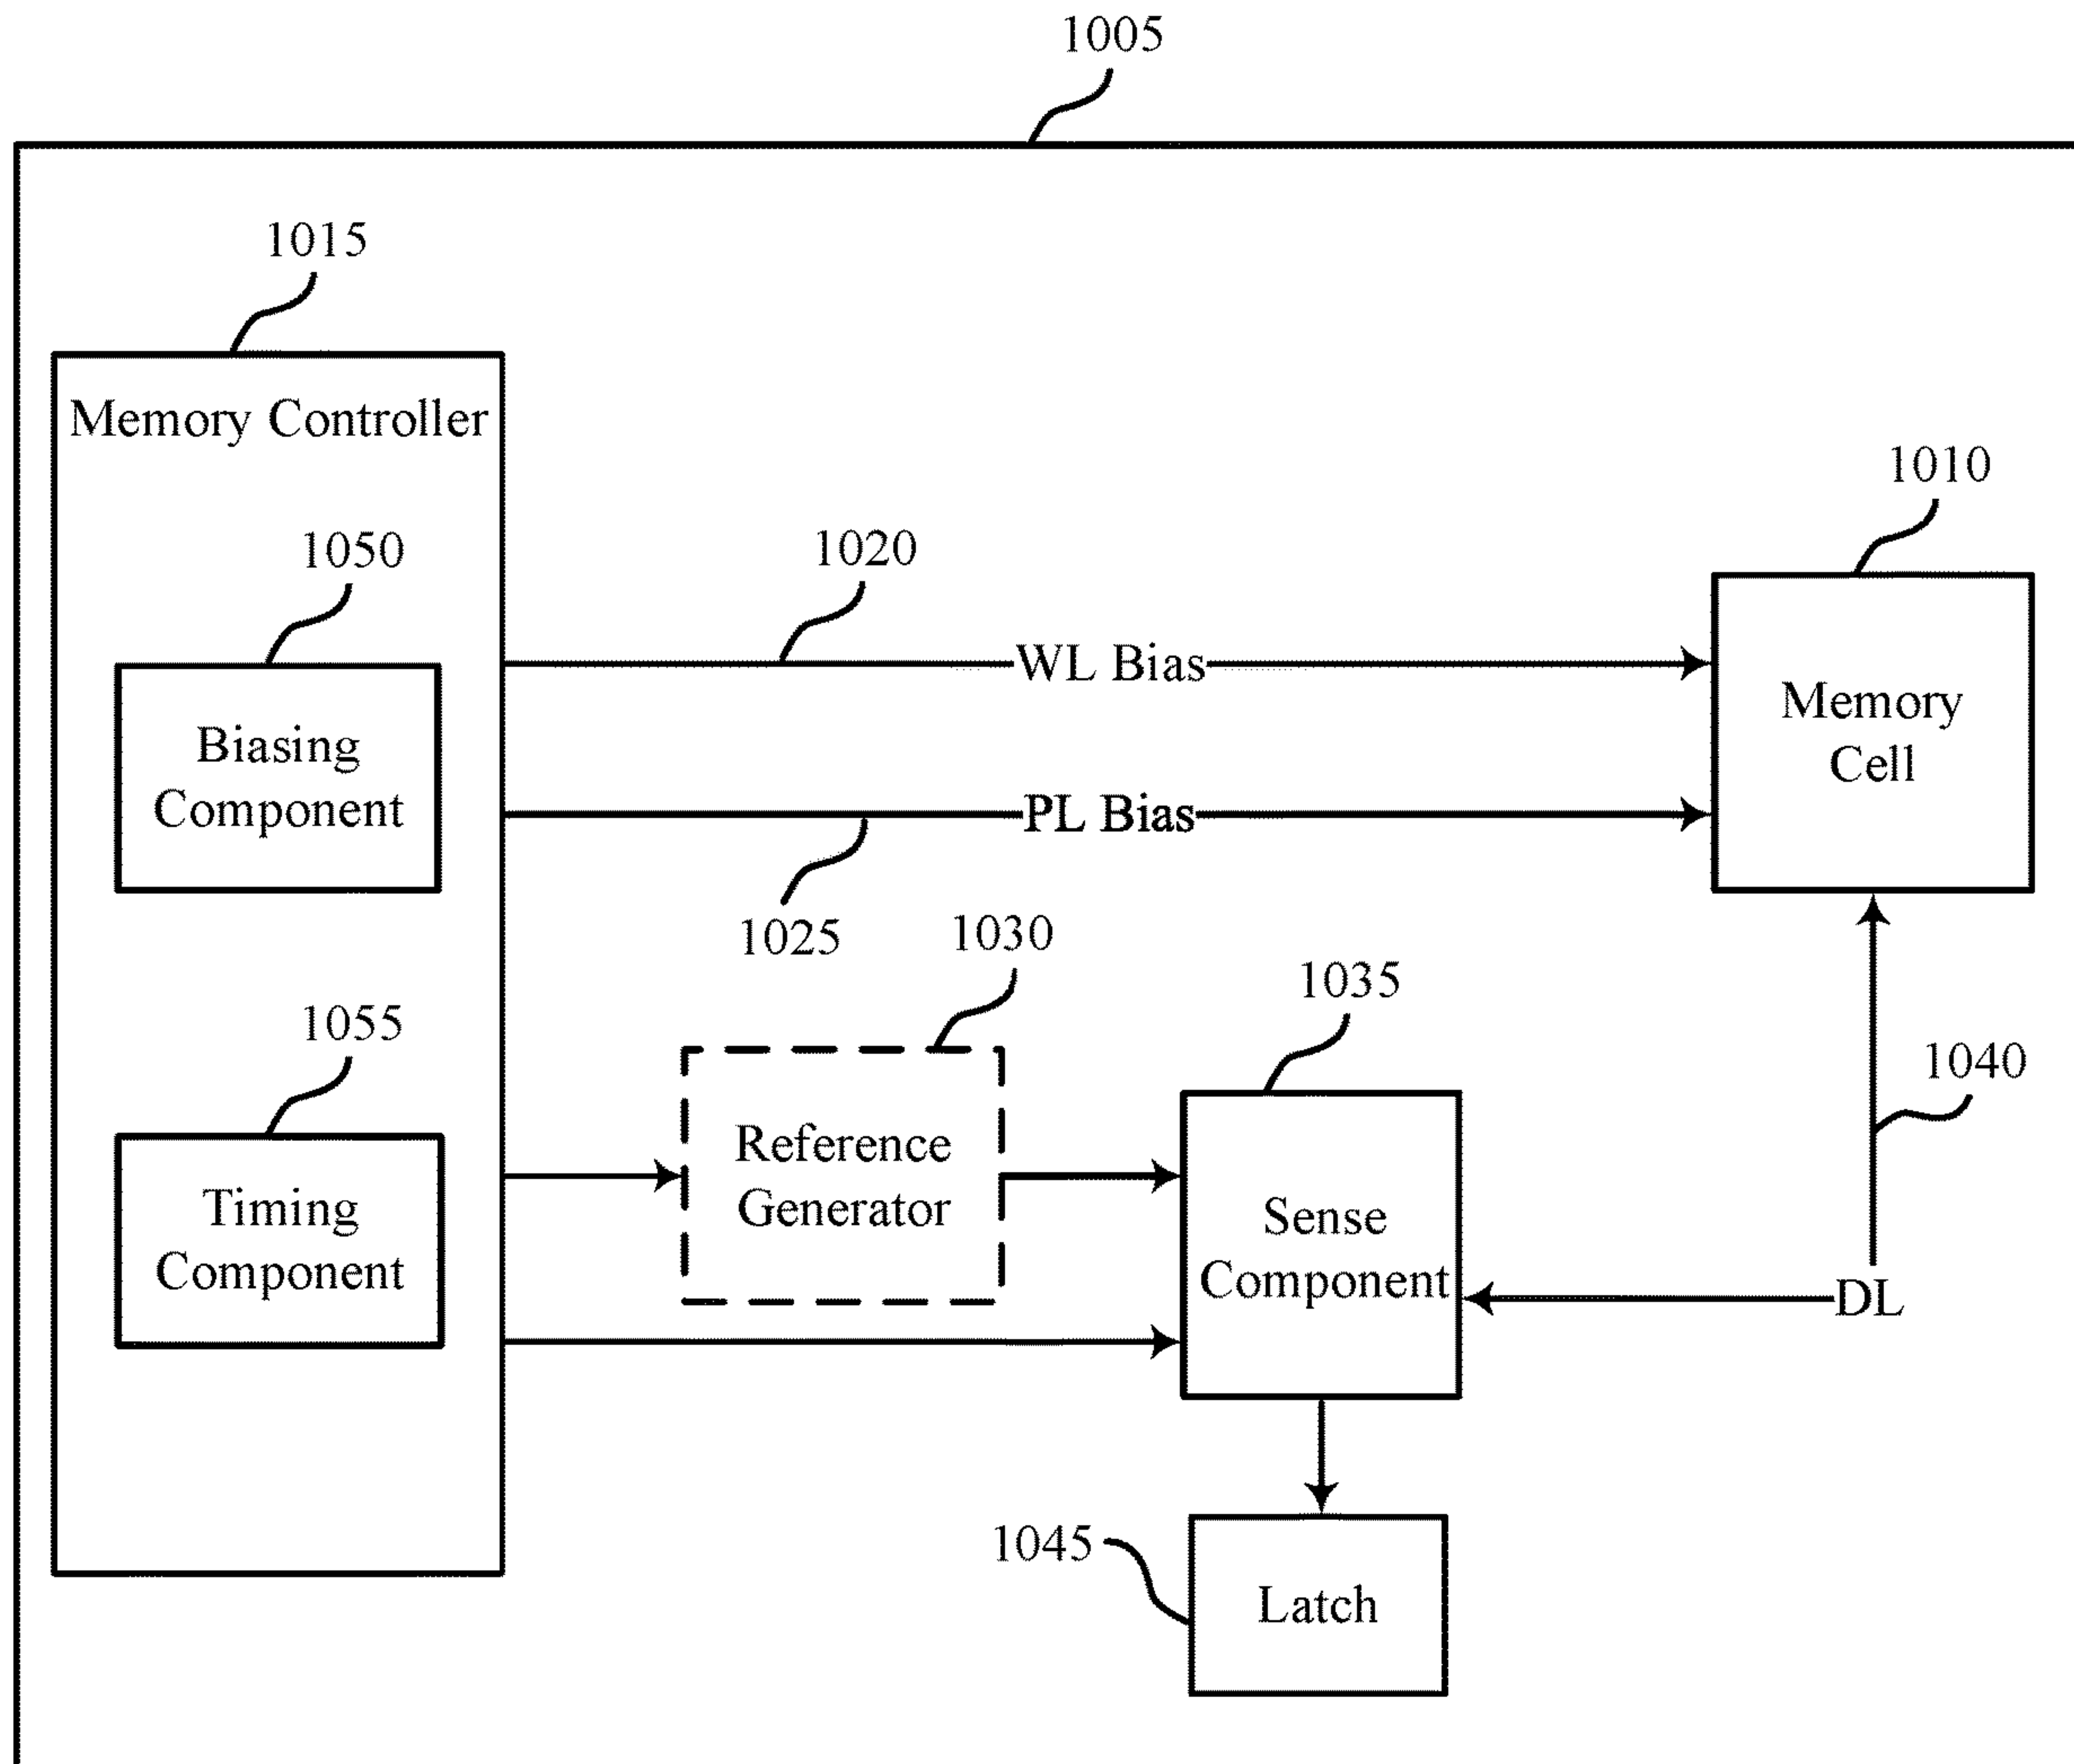 1005
1015
Memory Controller
1010
1050
1020
WL Bias
Memory
Cell
Biasing
Component
PL Bias
1025
1030
1035
1055
1040
Reference
Generator
Timing
Component
Sense
Component
DL
1045
Latch